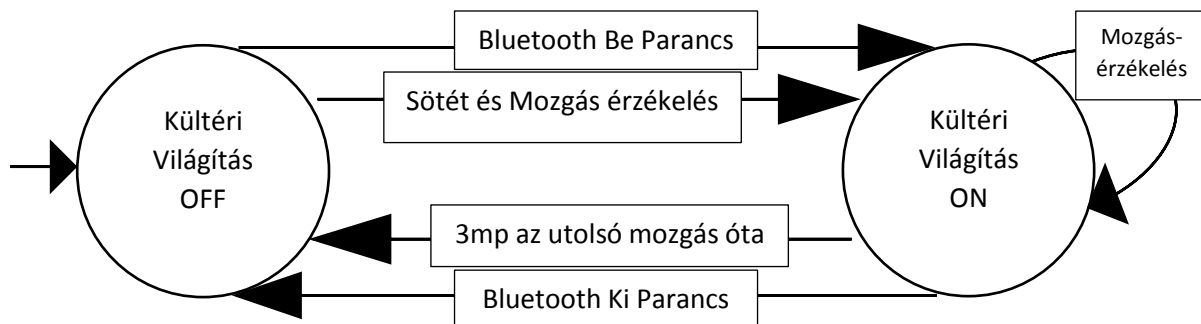 Bluetooth Be Parancs
Sötét és Mozgás érzékelés
Mozgás-
érzékelés
Kültéri
Világítás
OFF
Kültéri
Világítás
ON
3mp az utolsó mozgás óta
Bluetooth Ki Parancs